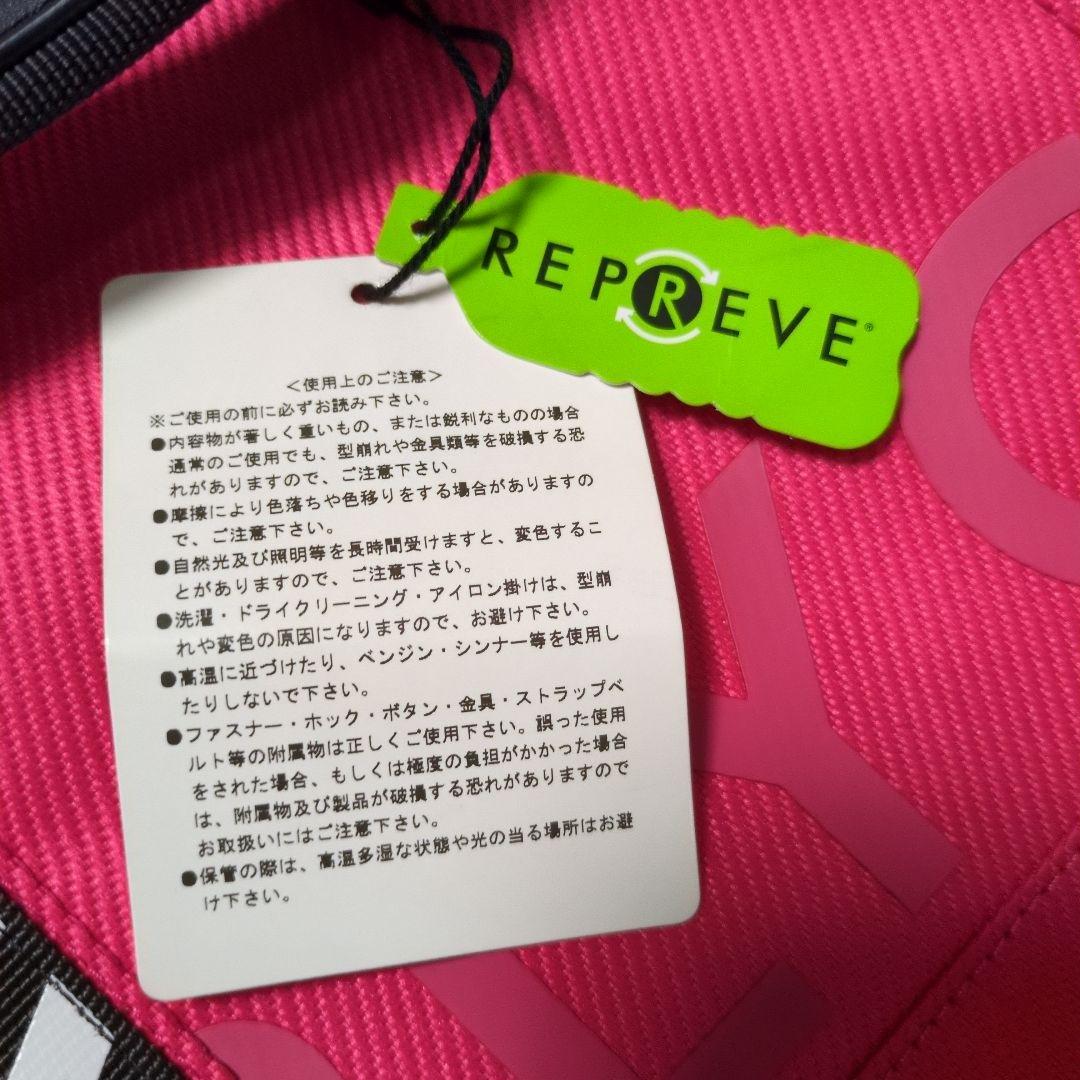 REPREVE®
R
＜使用上のご注意＞
※ご使用の前に必ずお読み下さい。
●内容物が著しく重いもの、または鋭利なものの場合
通常のご使用でも、型崩れや金具類等を破損する恐
れがありますので、ご注意下さい。
●摩擦により色落ちや色移りをする場合がありますの
で、ご注意下さい。
●自然光及び照明等を長時間受けますと、変色するこ
とがありますので、ご注意下さい。
●洗濯・ドライクリーニング・アイロン掛けは、型崩
れや変色の原因になりますので、お避け下さい。
●高温に近づけたり、ベンジン・シンナー等を使用し
たりしないで下さい。
●ファスナー・ホック・ボタン・金具・ストラップベ
ルト等の附属物は正しくご使用下さい。誤った使用
をされた場合、もしくは極度の負担がかかった場合
は、附属物及び製品が破損する恐れがありますので
お取扱いにはご注意下さい。
●保管の際は、高温多湿な状態や光の当る場所はお避
け下さい。